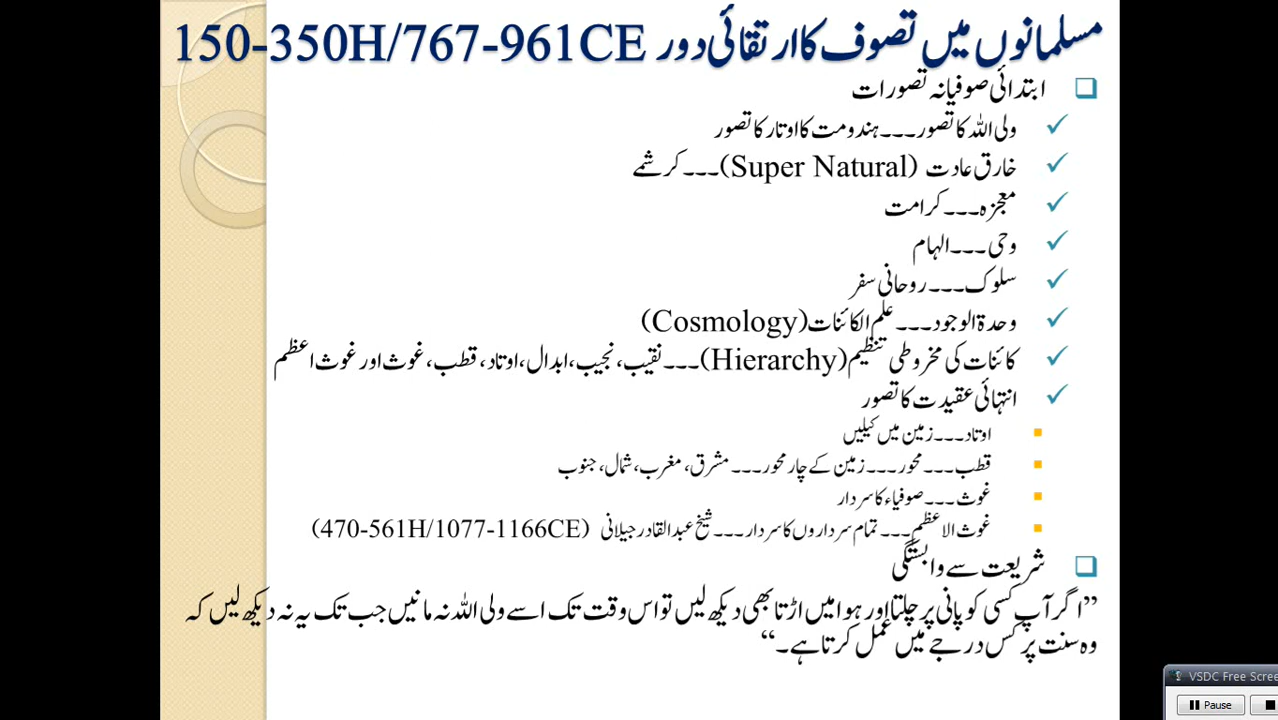 مسلمانوں میں تصوف کا ارتقائی دور 150-350H/767-961CE
ابتدائی صوفیانہ تصورات
ولی اللہ کا تصور۔۔۔ہندو مت کا اوتار کا تصور
خارق عادت (Super Natural)۔۔۔کرشمے
معجزہ۔۔۔کرامت
وحی۔۔۔الہام
سلوک۔۔۔روحانی سفر
وحدۃ الوجود۔۔۔علم الکائنات(Cosmology)
کائنات کی مخروطی تنظیم(Hierarchy)۔۔۔نقیب، نجیب، ابدال، اوتاد، قطب، غوث اور غوث اعظم
انتہائی عقیدت کا تصور
اوتاد۔۔۔زمین میں کیلیں
قطب۔۔۔محور۔۔۔زمین کے چار محور۔۔۔مشرق، مغرب، شمال، جنوب
غوث۔۔۔صوفیاء کا سردار
غوث الاعظم۔۔۔تمام سرداروں کا سردار۔۔۔شیخ عبد القادر جیلانی (470-561H/1077-1166CE)
شریعت سے وابستگی
”اگر آپ کسی کو پانی پر چلتا اور ہوا میں اڑتا بھی دیکھ لیں تو اس وقت تک اسے ولی اللہ نہ مانیں جب تک یہ نہ دیکھ لیں کہ
وہ سنت پر کس درجے میں عمل کرتا ہے۔“
VSDC Free Scree
Pause